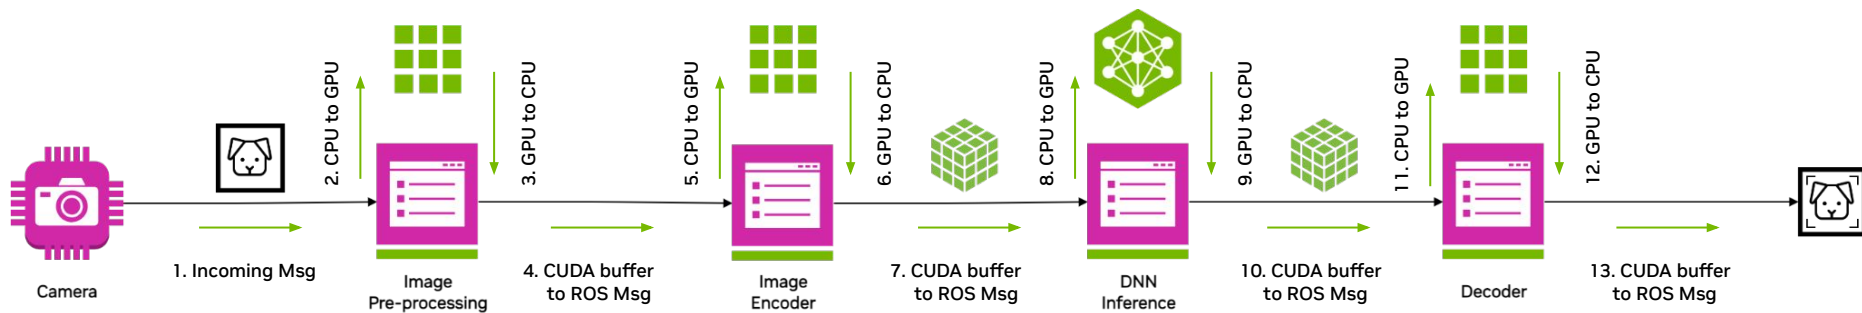 Camera
1. Incoming Msg
2. CPU to GPU
Image
Pre-processing
3. GPU to CPU
4. CUDA buffer
to ROS Msg
5. CPU to GPU
Image
Encoder
6. GPU to CPU
7. CUDA buffer
to ROS Msg
8. CPU to GPU
DNN
Inference
9. GPU to CPU
10. CUDA buffer
to ROS Msg
11. CPU to GPU
Decoder
12. GPU to CPU
13. CUDA buffer
to ROS Msg